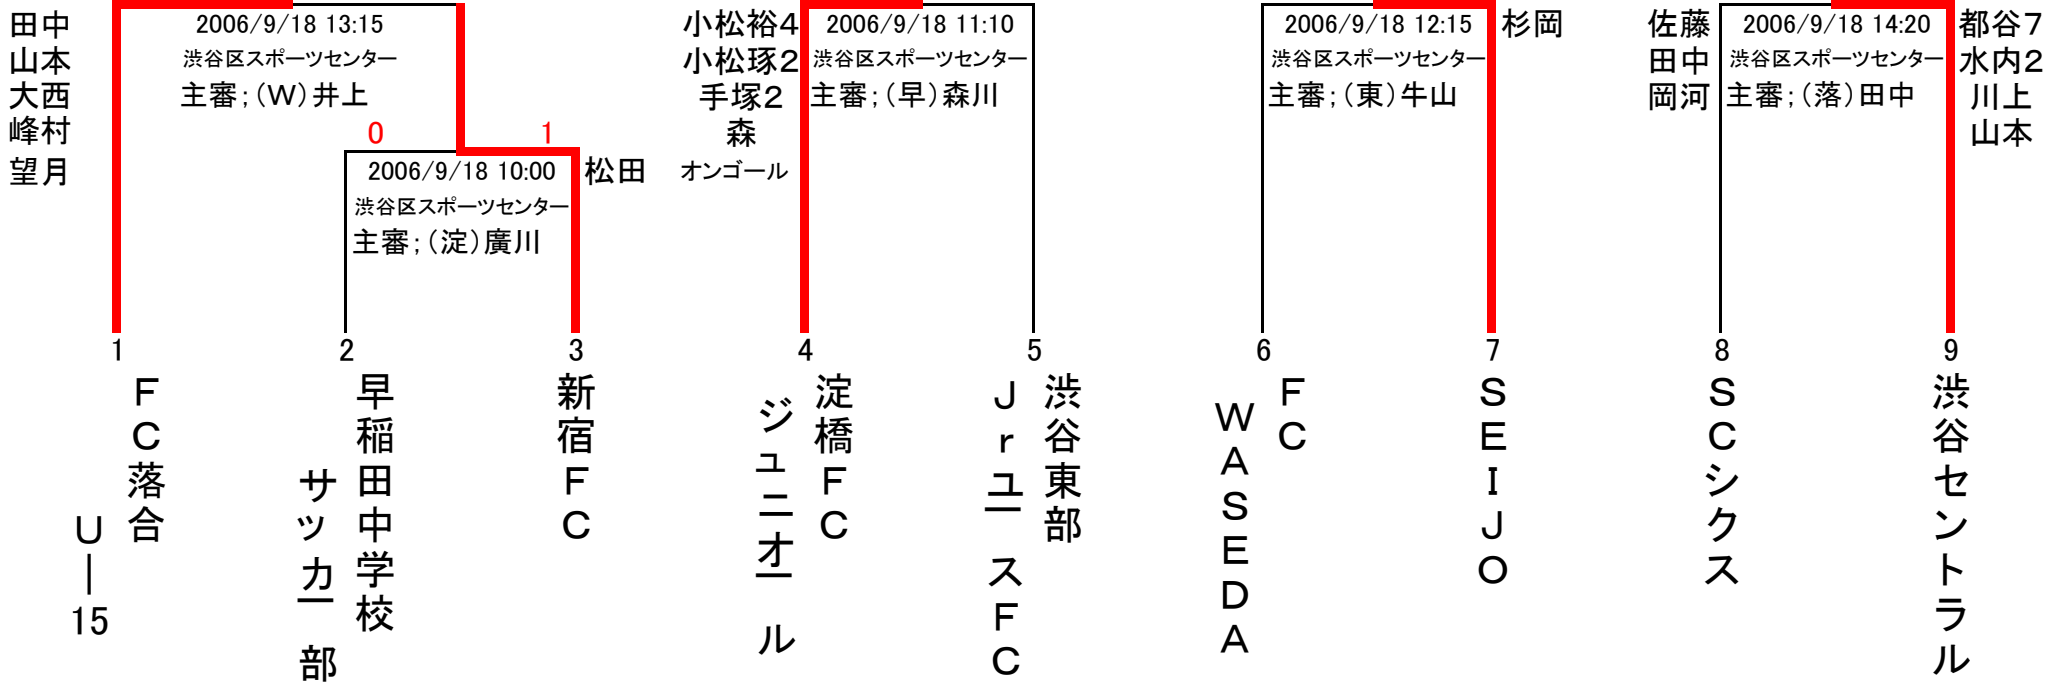 田中
山本
大西
峰村
望月
2006/9/18 13:15
渋谷区スポーツセンター
主審;(W)井上
0
1
2006/9/18 10:00
渋谷区スポーツセンター
主審;(淀)廣川
松田
小松裕4
小松琢2
手塚2
森
オンゴール
2006/9/18 11:10
渋谷区スポーツセンター
主審;(早)森川
2006/9/18 12:15
渋谷区スポーツセンター
主審;(東)牛山
杉岡
佐藤
田中
岡河
2006/9/18 14:20
渋谷区スポーツセンター
主審;(落)田中
都谷7
水内2
川上
山本
1
2
3
4
5
6
7
8
9
FC落合
U―15
早稲田中学校
サッカー部
新宿FC
淀橋FC
ジュニオール
渋谷東部
JrユースFC
FC
WASEDA
SEIJO
SCシクス
渋谷セントラル